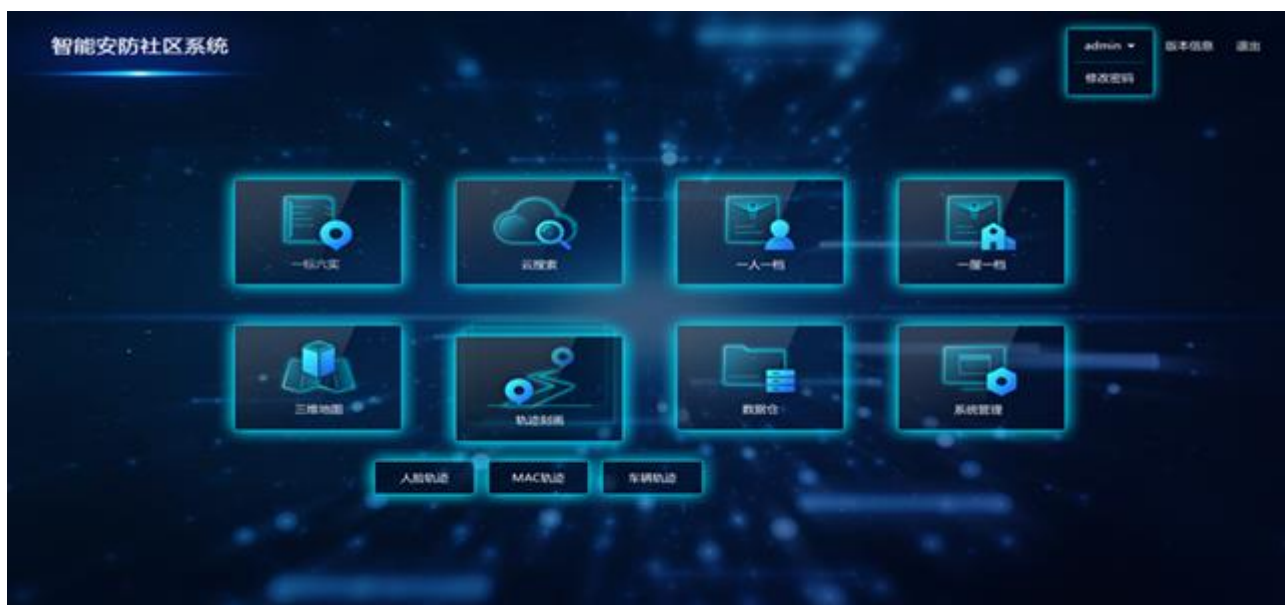 智能安防社区系统
admin
版本信息
退出
修改密码
一标六实
云搜索
一人一档
一屋一档
三维地图
轨迹刻画
数据仓
系统管理
人脸轨迹
MAC轨迹
车辆轨迹